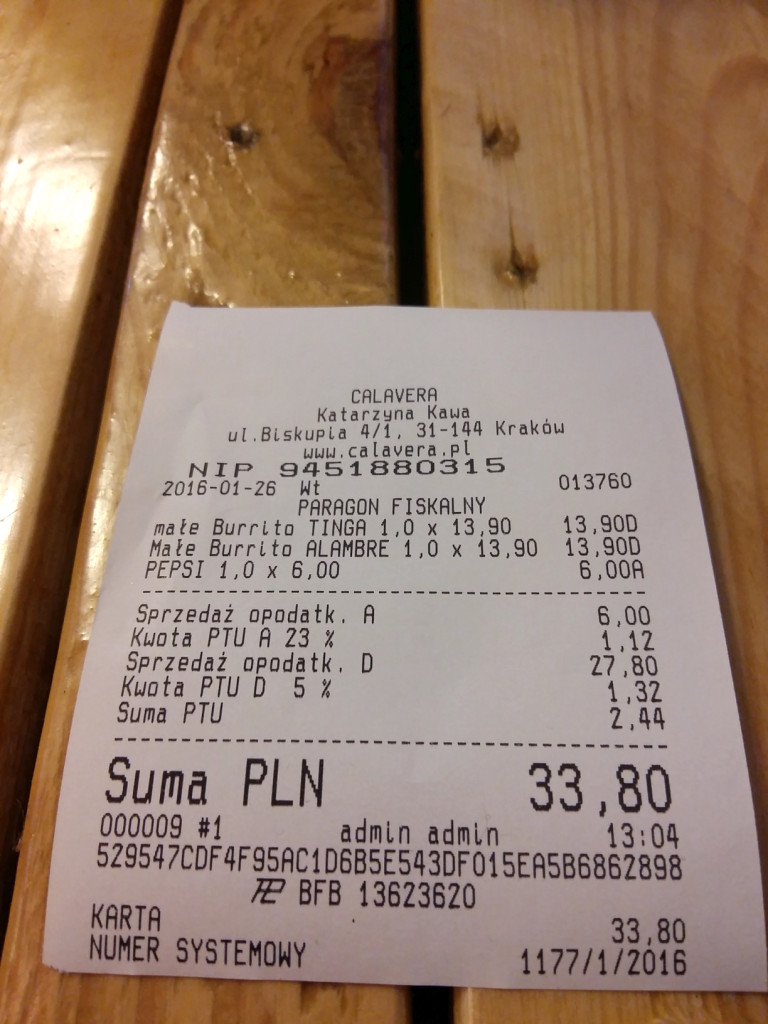 CALAVERA
Katarzyna Kawa
ul.Biskupia 4/1, 31-144 Kraków
www.calavera.pl
NIP 9451880315
2016-01-26 Wt 013760
PARAGON FISKALNY
małe Burrito TINGA 1,0 x 13,90 13,90D
Małe Burrito ALAMBRE 1,0 x 13,90 13,90D
PEPSI 1,0 x 6,00 6,00A
Sprzedaż opodatk. A 6,00
Kwota PTU A 23 % 1,12
Sprzedaż opodatk. D 27,80
Kwota PTU D 5 % 1,32
Suma PTU 2,44
Suma PLN 33,80
000009 #1 admin admin 13:04
529547CDF4F95AC1D6B5E543DF015EA5B6862898
BFB 13623620
KARTA 33,80
NUMER SYSTEMOWY 1177/1/2016